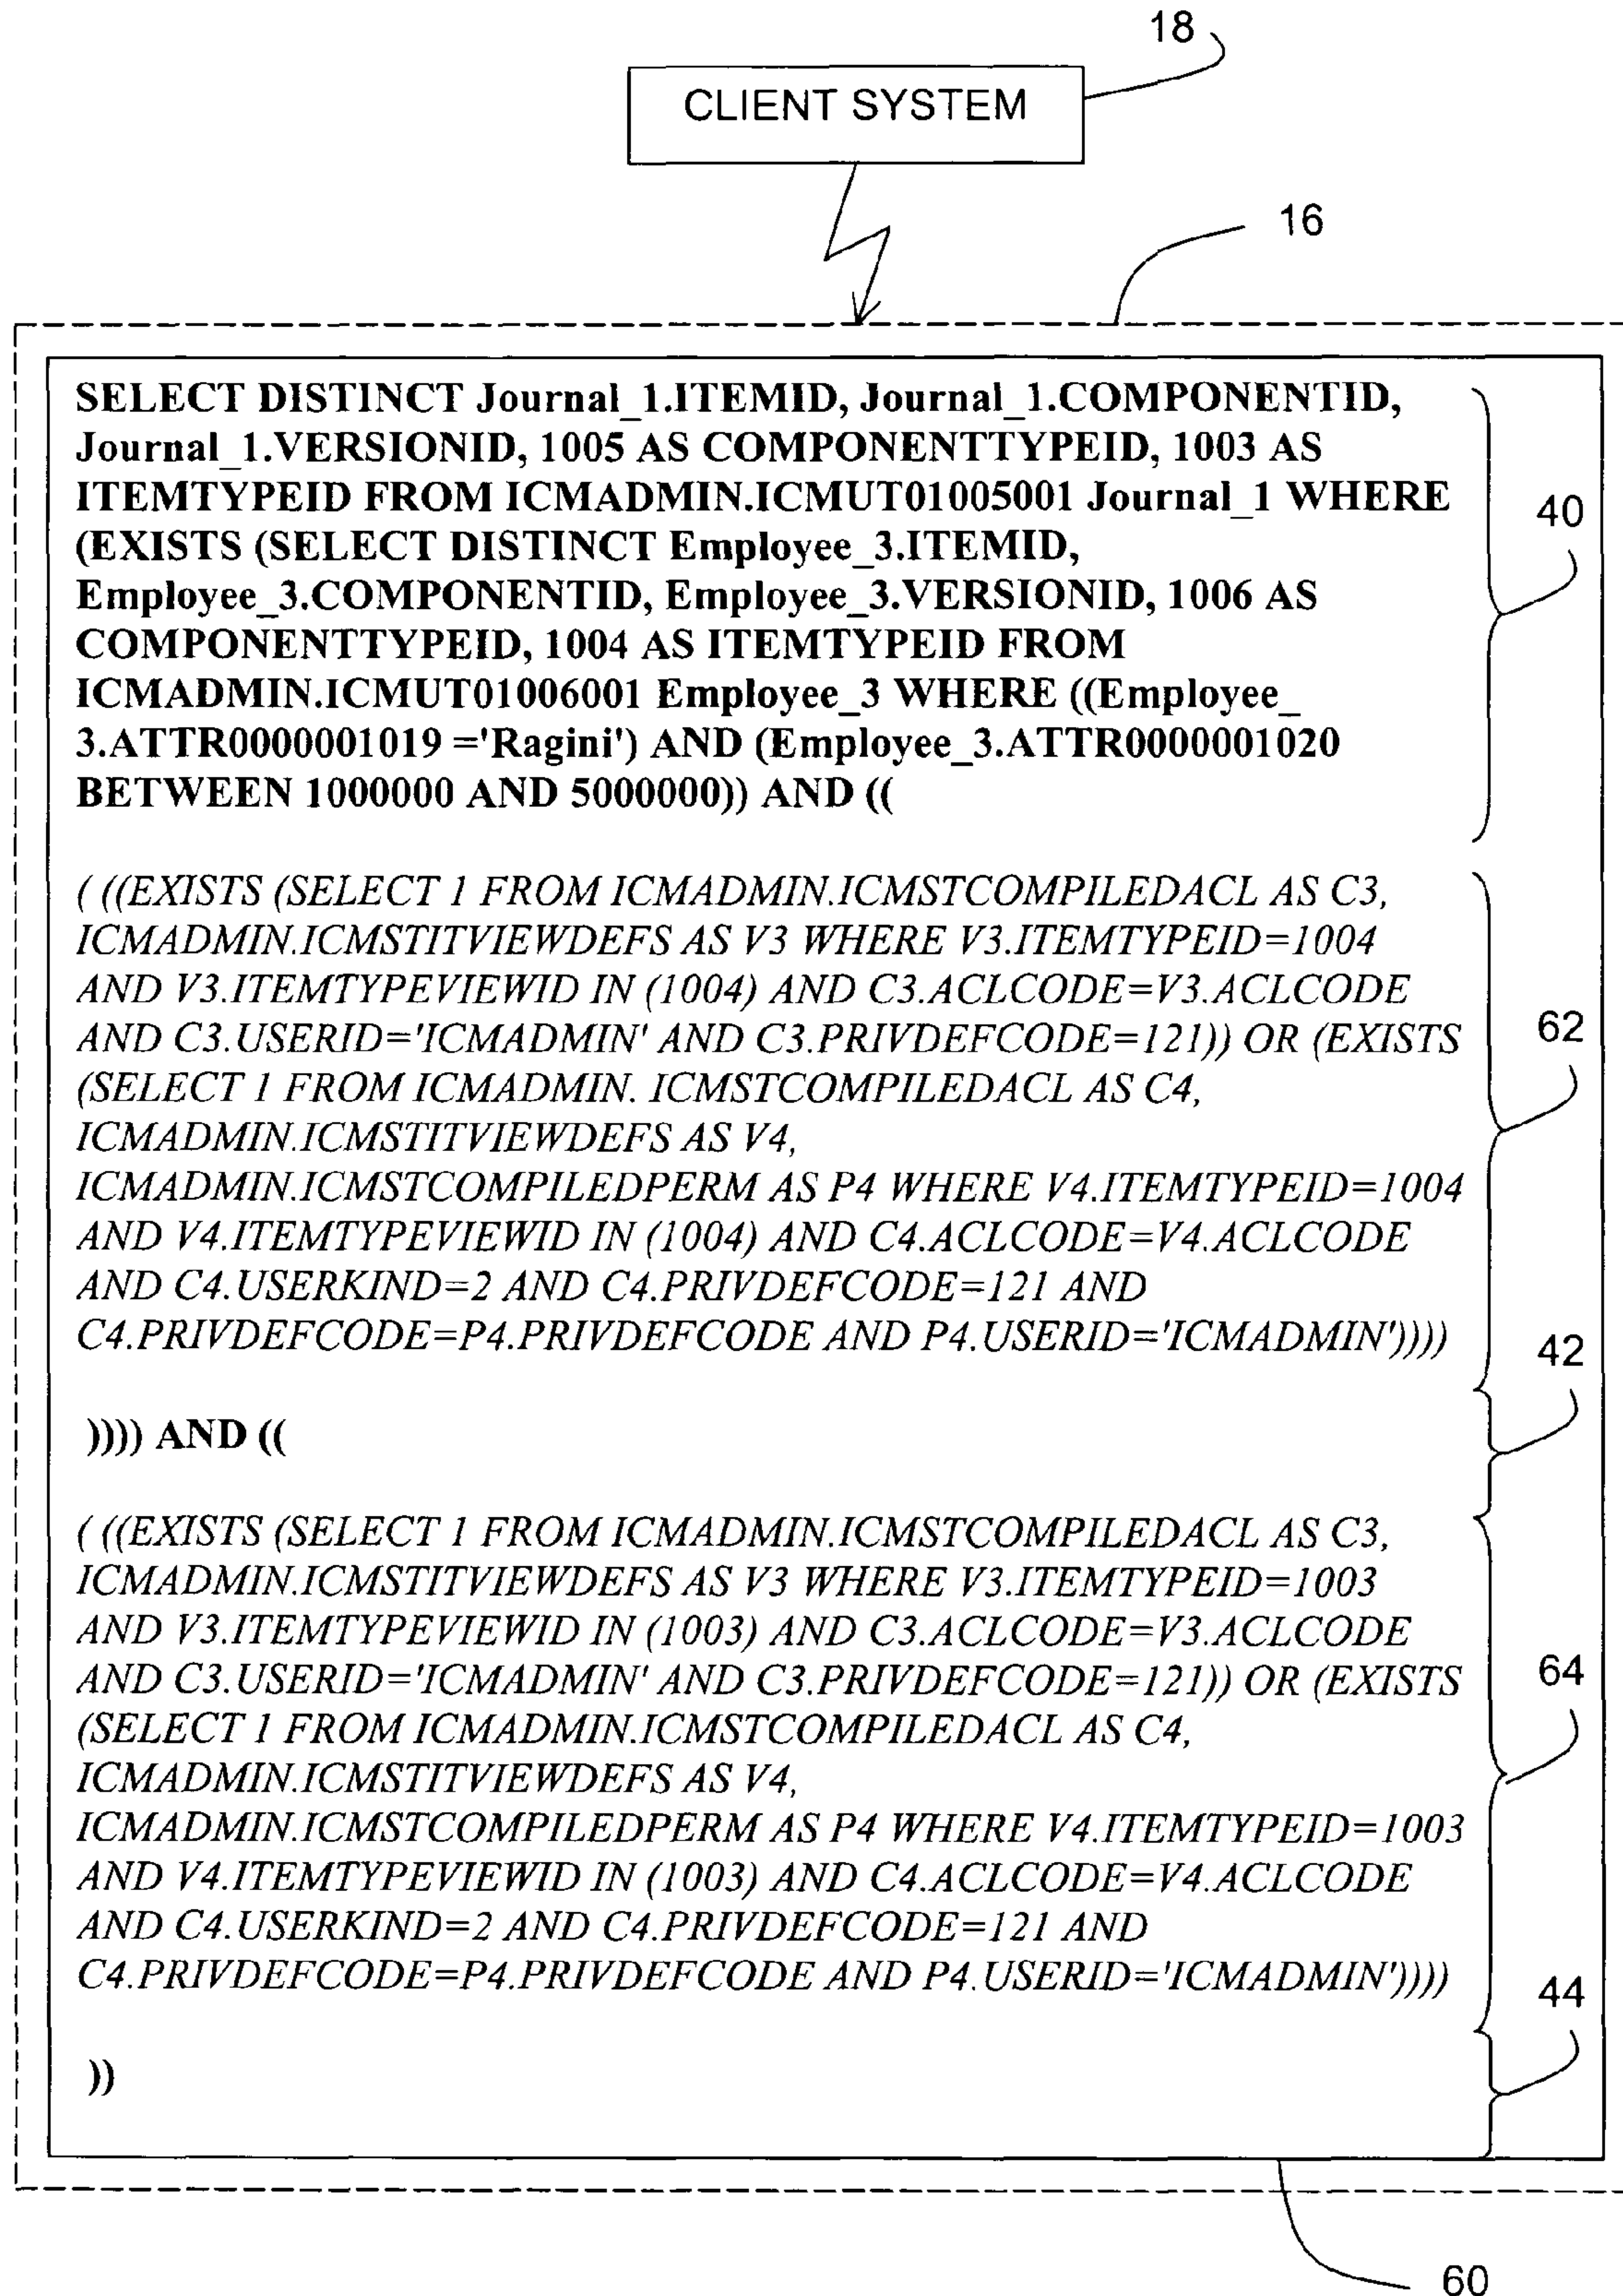 18
CLIENT SYSTEM
16
SELECT DISTINCT Journal_1.ITEMID, Journal_1.COMPONENTID,
Journal_1.VERSIONID, 1005 AS COMPONENTTYPEID, 1003 AS
ITEMTYPEID FROM ICMADMIN.ICMUT01005001 Journal_1 WHERE
40
(EXISTS (SELECT DISTINCT Employee_3.ITEMID,
Employee_3.COMPONENTID, Employee_3.VERSIONID, 1006 AS
COMPONENTTYPEID, 1004 AS ITEMTYPEID FROM
ICMADMIN.ICMUT01006001 Employee_3 WHERE ((Employee_
3.ATTR0000001019 ='Ragini') AND (Employee_3.ATTR0000001020
BETWEEN 1000000 AND 5000000)) AND ((
( ((EXISTS (SELECT 1 FROM ICMADMIN.ICMSTCOMPILEDACL AS C3,
ICMADMIN.ICMSTITVIEWDEFS AS V3 WHERE V3.ITEMTYPEID=1004
AND V3.ITEMTYPEVIEWID IN (1004) AND C3.ACLCODE=V3.ACLCODE
AND C3.USERID='ICMADMIN' AND C3.PRIVDEFCODE=121)) OR (EXISTS
62
(SELECT 1 FROM ICMADMIN. ICMSTCOMPILEDACL AS C4,
ICMADMIN.ICMSTITVIEWDEFS AS V4,
ICMADMIN.ICMSTCOMPILEDPERM AS P4 WHERE V4.ITEMTYPEID=1004
AND V4.ITEMTYPEVIEWID IN (1004) AND C4.ACLCODE=V4.ACLCODE
AND C4.USERKIND=2 AND C4.PRIVDEFCODE=121 AND
C4.PRIVDEFCODE=P4.PRIVDEFCODE AND P4.USERID='ICMADMIN'))))
42
)))) AND ((
( ((EXISTS (SELECT 1 FROM ICMADMIN.ICMSTCOMPILEDACL AS C3,
ICMADMIN.ICMSTITVIEWDEFS AS V3 WHERE V3.ITEMTYPEID=1003
AND V3.ITEMTYPEVIEWID IN (1003) AND C3.ACLCODE=V3.ACLCODE
AND C3.USERID='ICMADMIN' AND C3.PRIVDEFCODE=121)) OR (EXISTS
64
(SELECT 1 FROM ICMADMIN.ICMSTCOMPILEDACL AS C4,
ICMADMIN.ICMSTITVIEWDEFS AS V4,
ICMADMIN.ICMSTCOMPILEDPERM AS P4 WHERE V4.ITEMTYPEID=1003
AND V4.ITEMTYPEVIEWID IN (1003) AND C4.ACLCODE=V4.ACLCODE
AND C4.USERKIND=2 AND C4.PRIVDEFCODE=121 AND
C4.PRIVDEFCODE=P4.PRIVDEFCODE AND P4.USERID='ICMADMIN'))))
44
))
60